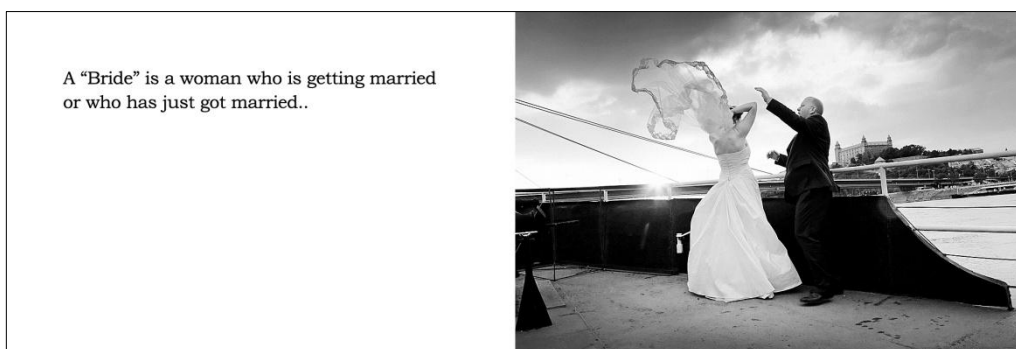 A “Bride” is a woman who is getting married
or who has just got married..